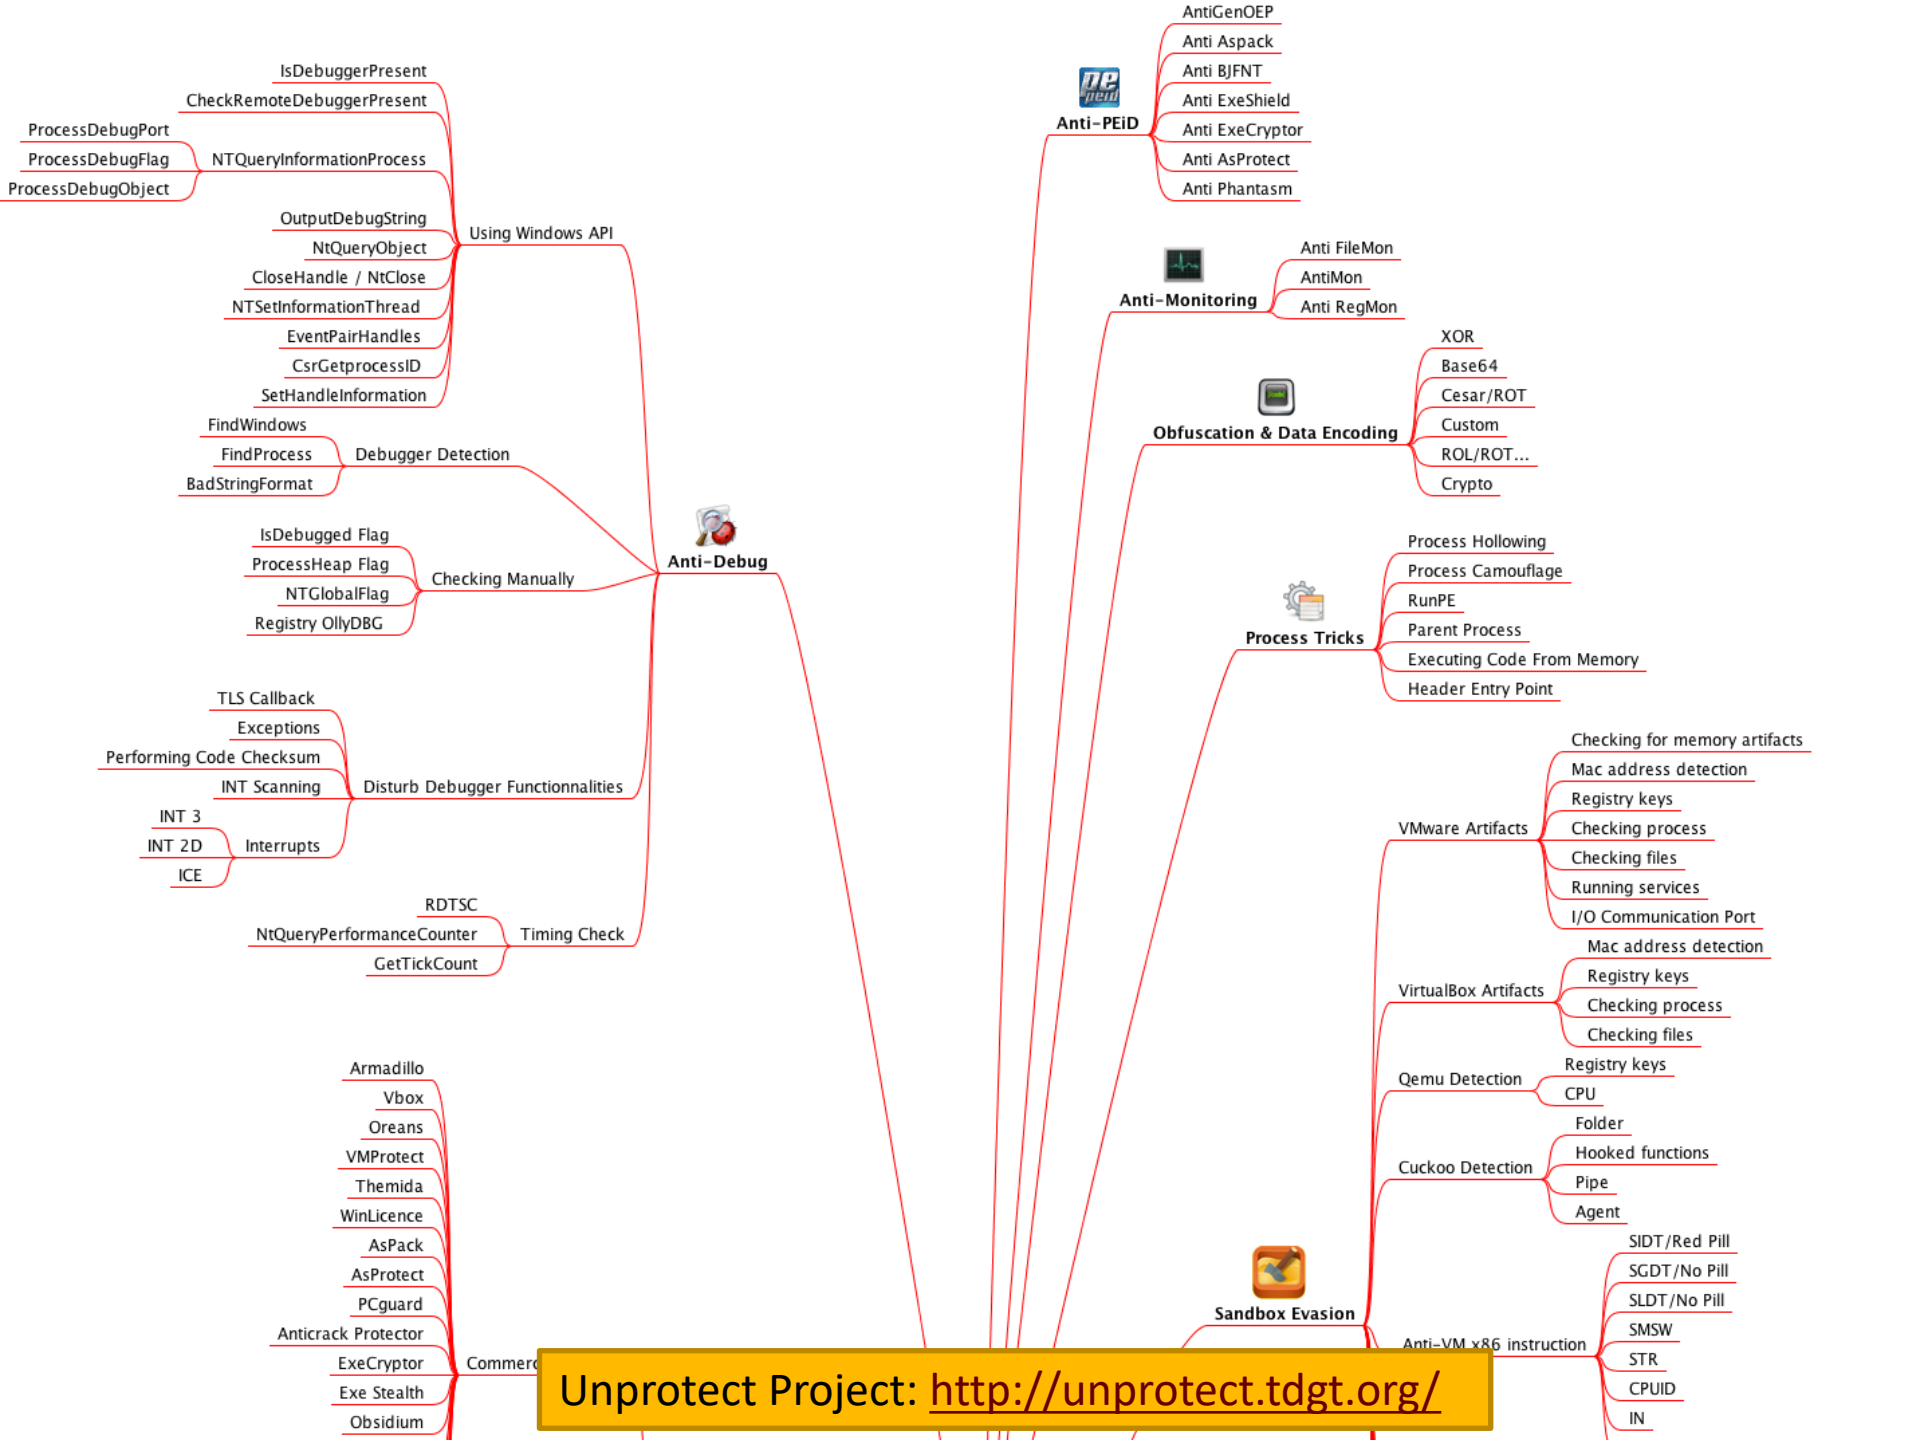 IsDebuggerPresent
CheckRemoteDebuggerPresent
ProcessDebugPort
ProcessDebugFlag
ProcessDebugObject
NTQueryInformationProcess
OutputDebugString
NtQueryObject
CloseHandle / NtClose
NTSetInformationThread
EventPairHandles
CsrGetprocessID
SetHandleInformation
Using Windows API
FindWindows
FindProcess
BadStringFormat
Debugger Detection
IsDebugged Flag
ProcessHeap Flag
NTGlobalFlag
Registry OllyDBG
Checking Manually
Anti-Debug
TLS Callback
Exceptions
Performing Code Checksum
INT Scanning
INT 3
INT 2D
ICE
Interrupts
Disturb Debugger Functionnalities
RDTSC
NtQueryPerformanceCounter
GetTickCount
Timing Check
Armadillo
Vbox
Oreans
VMProtect
Themida
WinLicence
AsPack
AsProtect
PCguard
Anticrack Protector
ExeCryptor
Exe Stealth
Obsidium
Commerc
pe
peid
Anti-PEiD
AntiGenOEP
Anti Aspack
Anti BJFNT
Anti ExeShield
Anti ExeCryptor
Anti AsProtect
Anti Phantasm
Anti-Monitoring
Anti FileMon
AntiMon
Anti RegMon
Obfuscation & Data Encoding
XOR
Base64
Cesar/ROT
Custom
ROL/ROT...
Crypto
Process Tricks
Process Hollowing
Process Camouflage
RunPE
Parent Process
Executing Code From Memory
Header Entry Point
Sandbox Evasion
VMware Artifacts
Checking for memory artifacts
Mac address detection
Registry keys
Checking process
Checking files
Running services
I/O Communication Port
VirtualBox Artifacts
Mac address detection
Registry keys
Checking process
Checking files
Qemu Detection
Registry keys
CPU
Cuckoo Detection
Folder
Hooked functions
Pipe
Agent
Anti-VM x86 instruction
SIDT/Red Pill
SGDT/No Pill
SLDT/No Pill
SMSW
STR
CPUID
IN
Unprotect Project: http://unprotect.tdgt.org/